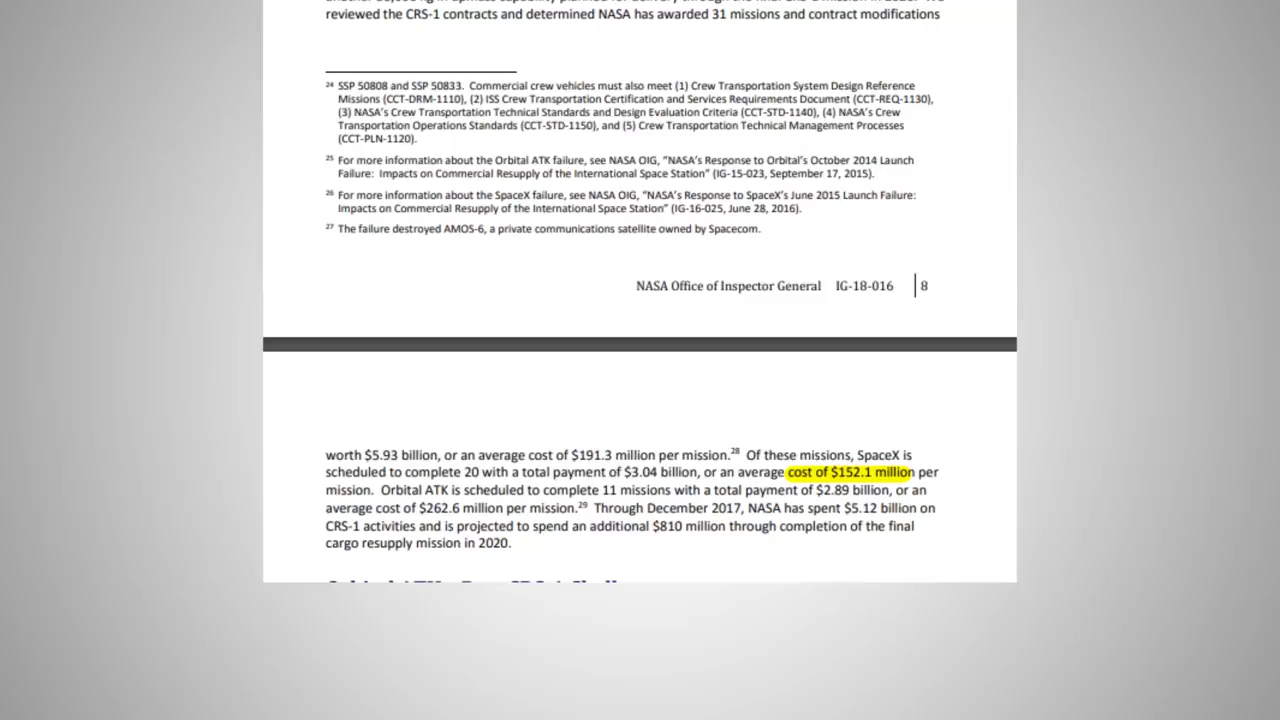 reviewed the CRS-1 contracts and determined NASA has awarded 31 missions and contract modifications
24 SSP 50808 and SSP 50833. Commercial crew vehicles must also meet (1) Crew Transportation System Design Reference
Missions (CCT-DRM-1110), (2) ISS Crew Transportation Certification and Services Requirements Document (CCT-REQ-1130),
(3) NASA's Crew Transportation Technical Standards and Design Evaluation Criteria (CCT-STD-1140), (4) NASA's Crew
Transportation Operations Standards (CCT-STD-1150), and (5) Crew Transportation Technical Management Processes
(CCT-PLN-1120).
25 For more information about the Orbital ATK failure, see NASA OIG, "NASA's Response to Orbital's October 2014 Launch
Failure: Impacts on Commercial Resupply of the International Space Station" (IG-15-023, September 17, 2015).
26 For more information about the SpaceX failure, see NASA OIG, "NASA's Response to SpaceX's June 2015 Launch Failure:
Impacts on Commercial Resupply of the International Space Station" (IG-16-025, June 28, 2016).
27 The failure destroyed AMOS-6, a private communications satellite owned by Spacecom.
NASA Office of Inspector General IG-18-016 8
worth $5.93 billion, or an average cost of $191.3 million per mission.28 Of these missions, SpaceX is
scheduled to complete 20 with a total payment of $3.04 billion, or an average cost of $152.1 million per
mission. Orbital ATK is scheduled to complete 11 missions with a total payment of $2.89 billion, or an
average cost of $262.6 million per mission.29 Through December 2017, NASA has spent $5.12 billion on
CRS-1 activities and is projected to spend an additional $810 million through completion of the final
cargo resupply mission in 2020.